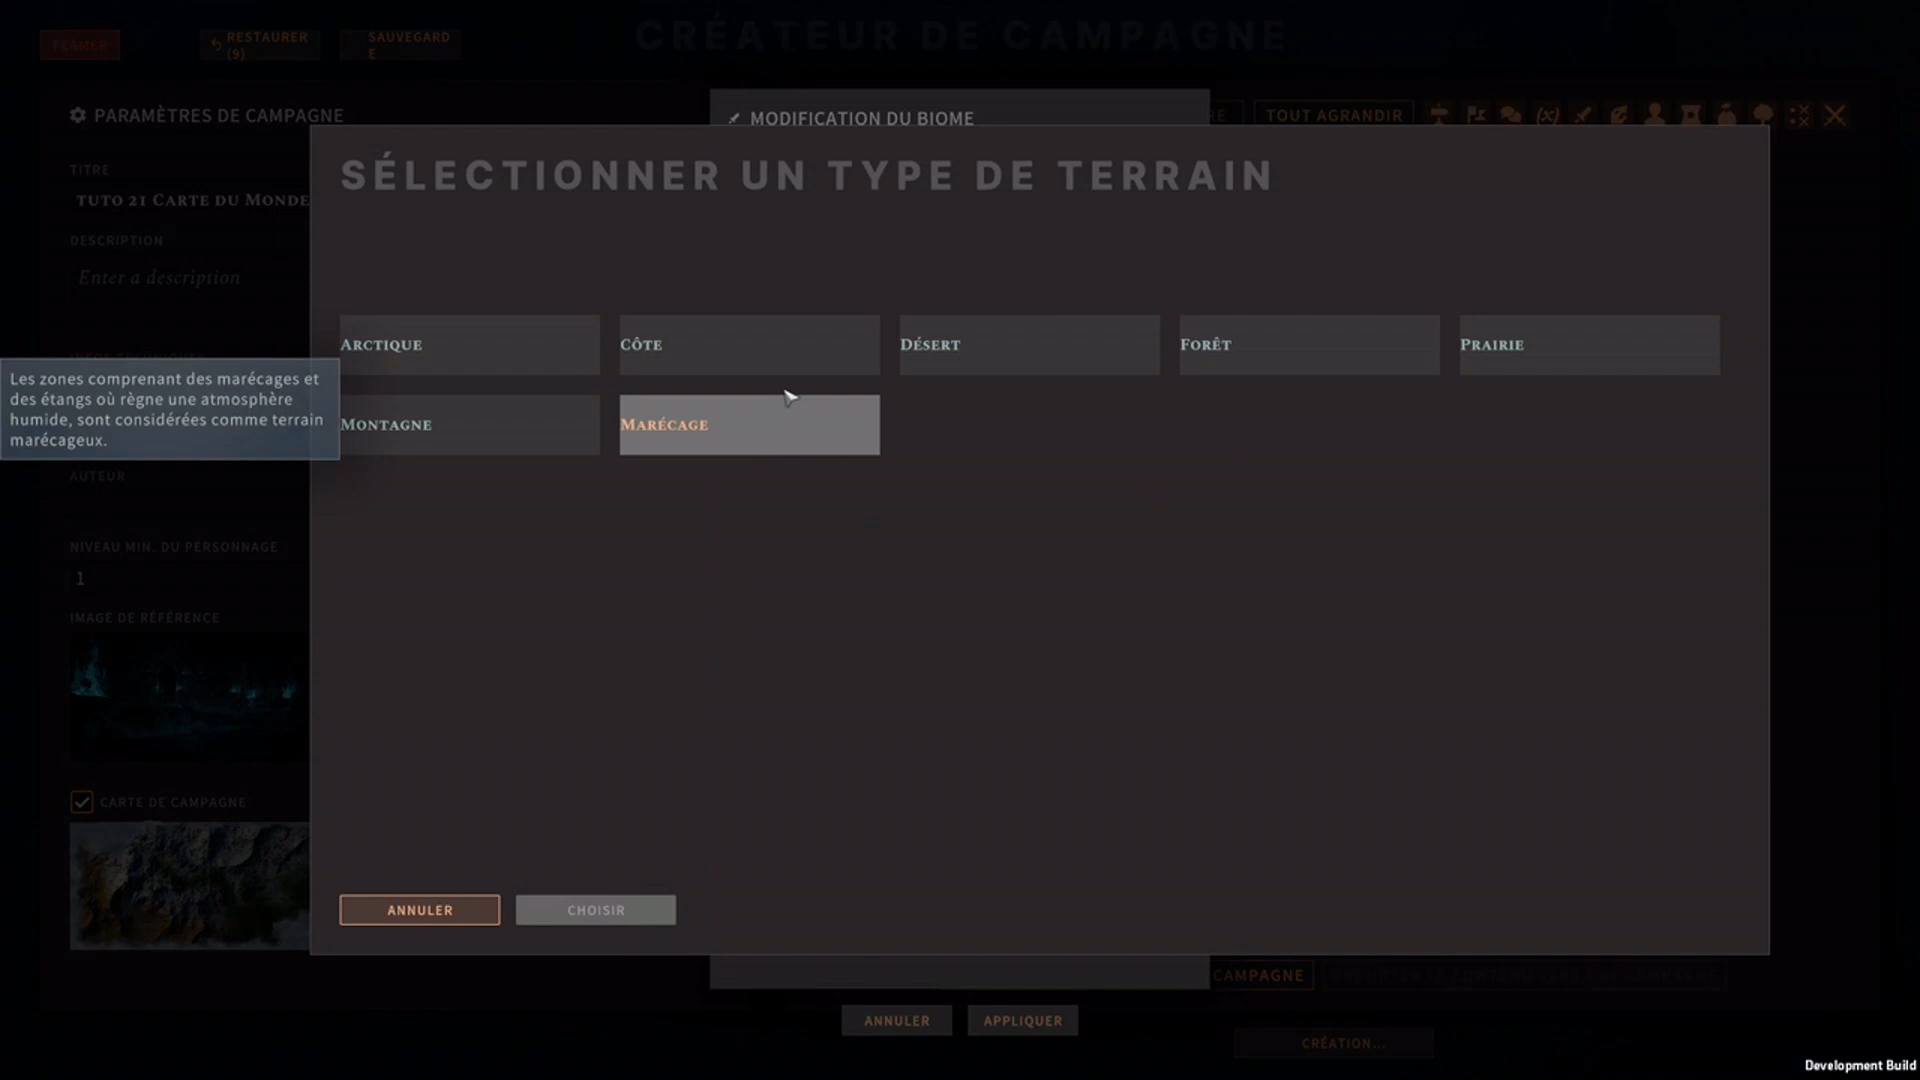 CRÉATEUR DE CAMPAGNE
FERMER
RESTAURER
(9)
SAUVEGARD
E
PARAMÈTRES DE CAMPAGNE
MODIFICATION DU BIOME
RE
TOUT AGRANDIR
TITRE
TUTO 21 CARTE DU MONDE
DESCRIPTION
Enter a description
SÉLECTIONNER UN TYPE DE TERRAIN
ARCTIQUE
CÔTE
DÉSERT
FORÊT
PRAIRIE
MONTAGNE
MARÉCAGE
Les zones comprenant des marécages et
des étangs où règne une atmosphère
humide, sont considérées comme terrain
marécageux.
AUTEUR
NIVEAU MIN. DU PERSONNAGE
1
IMAGE DE RÉFÉRENCE
CARTE DE CAMPAGNE
ANNULER
CHOISIR
CAMPAGNE
ANNULER
APPLIQUER
CRÉATION...
Development Build